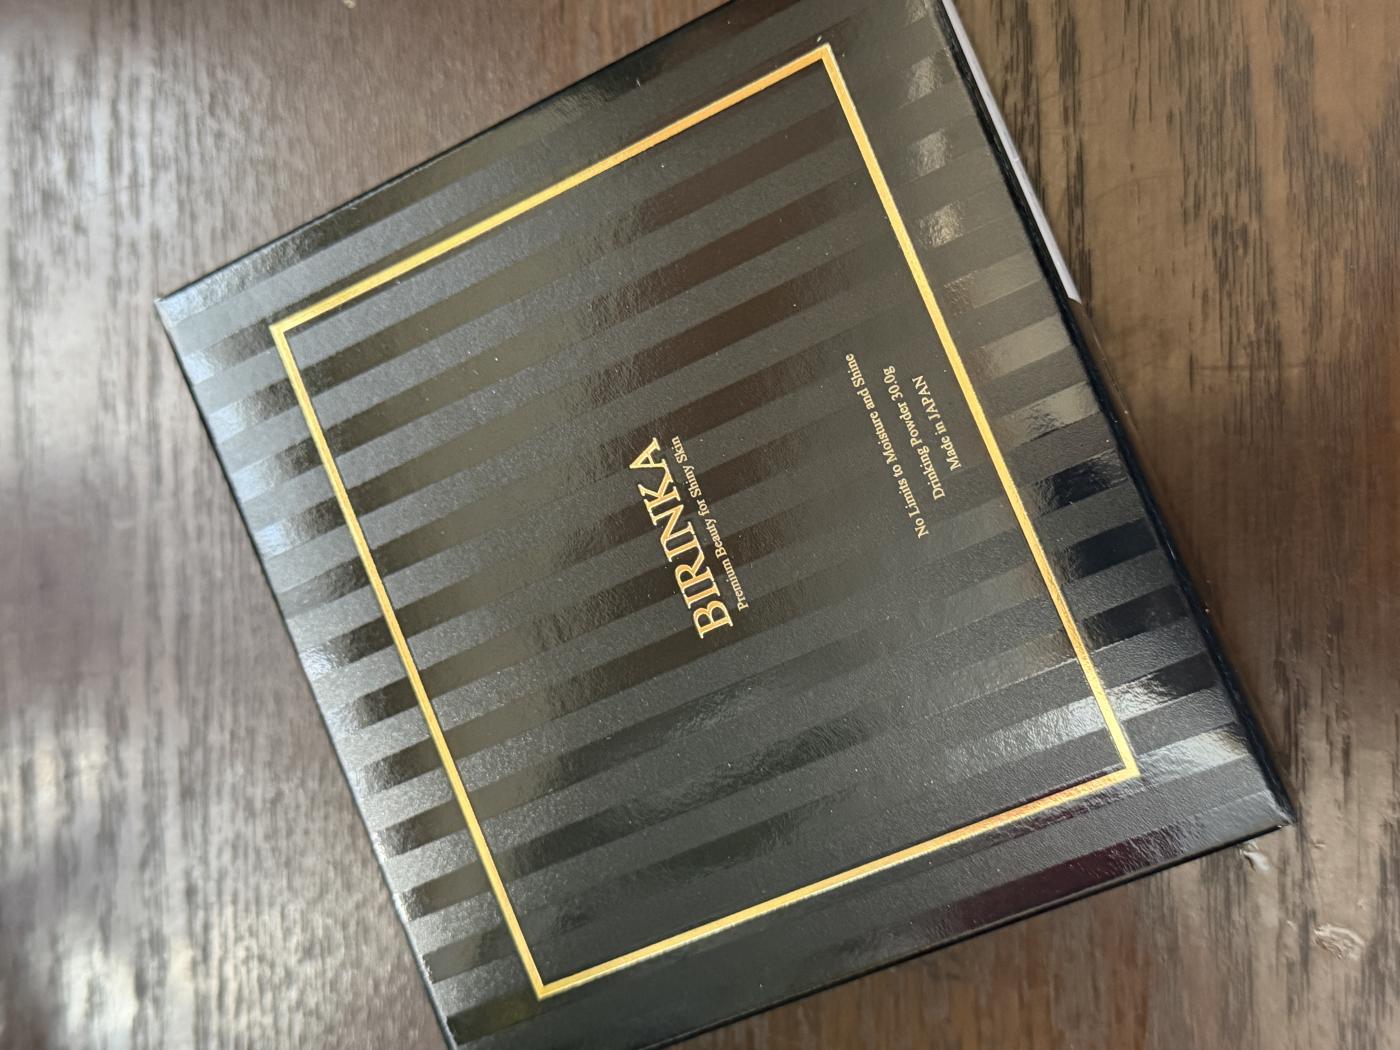 BIRINKA
Premium Beauty for Shiny Skin
No Limits to Moisture and Shine
Drinking Powder 30.0g
Made in JAPAN